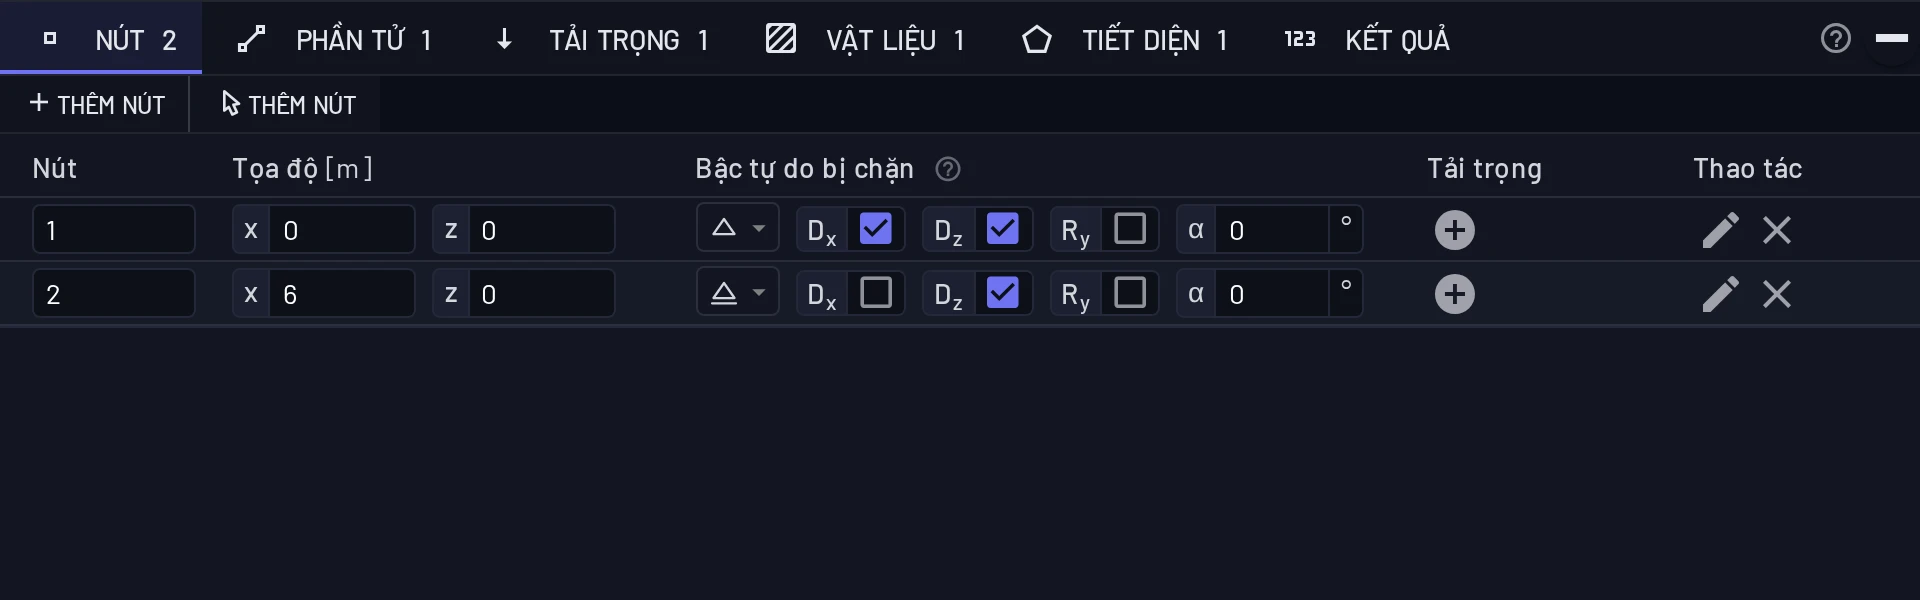 NÚT 2 PHẦN TỬ 1 TẢI TRỌNG 1 VẬT LIỆU 1 TIẾT DIỆN 1 123 KẾT QUẢ ?
+ THÊM NÚT THÊM NÚT
Nút Tọa độ [m] Bậc tự do bị chặn ? Tải trọng Thao tác
1 x 0 z 0 Dx Dz Ry α 0 °
2 x 6 z 0 Dx Dz Ry α 0 °